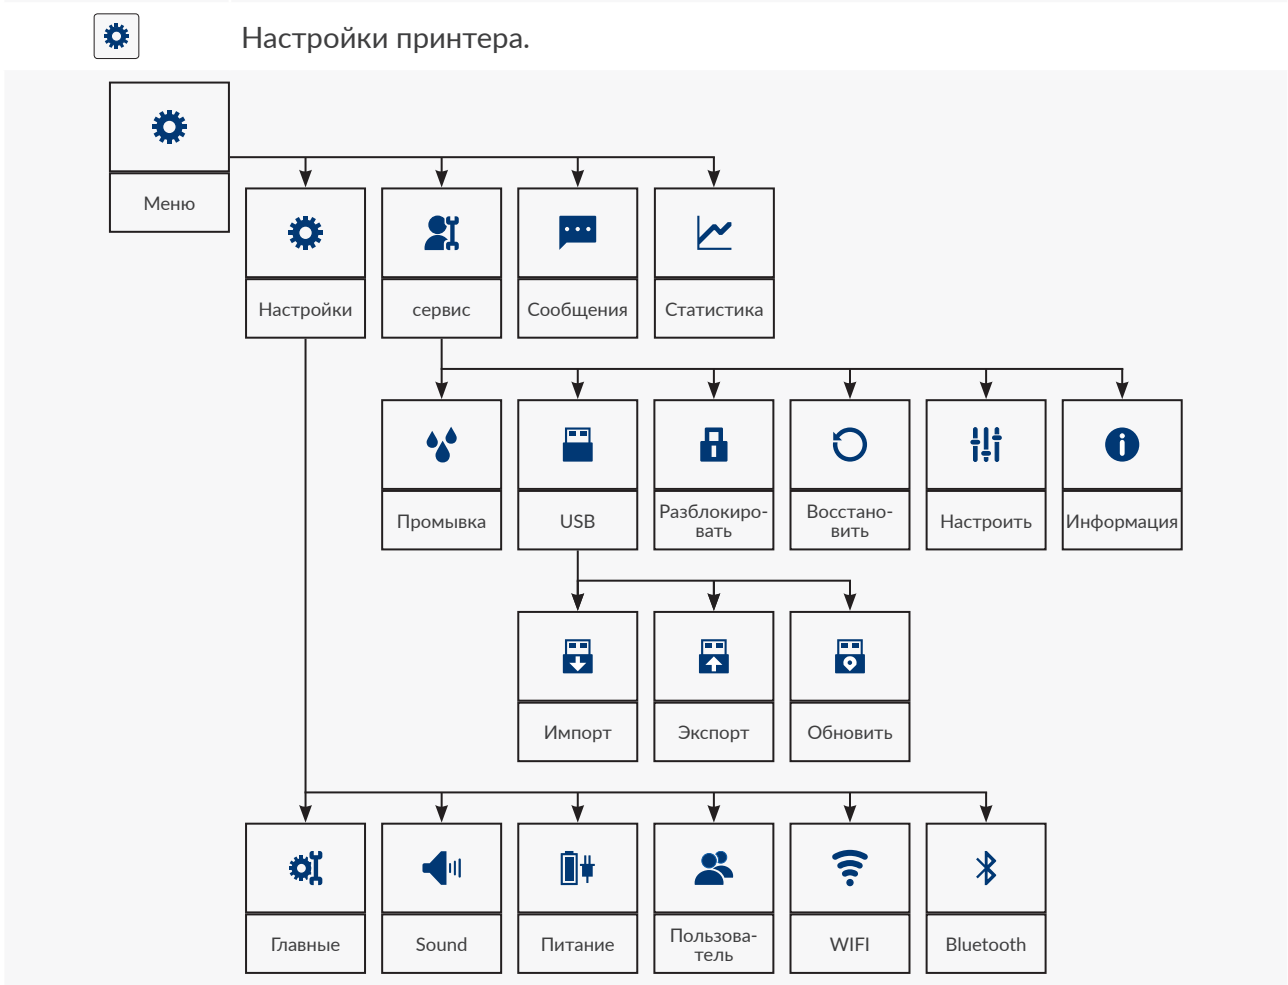 Настройки принтера.
Меню
Настройки
сервис
Сообщения
Статистика
Промывка
USB
Разблокиро-
вать
Восстано-
вить
Настроить
Информация
Импорт
Экспорт
Обновить
Главные
Sound
Питание
Пользова-
тель
WIFI
Bluetooth